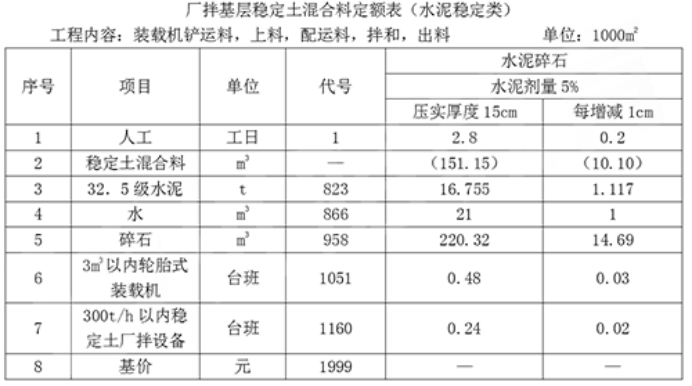 厂拌基层稳定土混合料定额表（水泥稳定类）
工程内容：装载机铲运料，上料，配运料，拌和，出料 单位：1000㎡
序号 项目 单位 代号 水泥碎石
水泥剂量 5%
压实厚度 15cm 每增减 1cm
1 人工 工日 1 2.8 0.2
2 稳定土混合料 m³ — （151.15） （10.10）
3 32．5 级水泥 t 823 16.755 1.117
4 水 m³ 866 21 1
5 碎石 m³ 958 220.32 14.69
6 3m³以内轮胎式
装载机 台班 1051 0.48 0.03
7 300t/h 以内稳
定土厂拌设备 台班 1160 0.24 0.02
8 基价 元 1999 — —